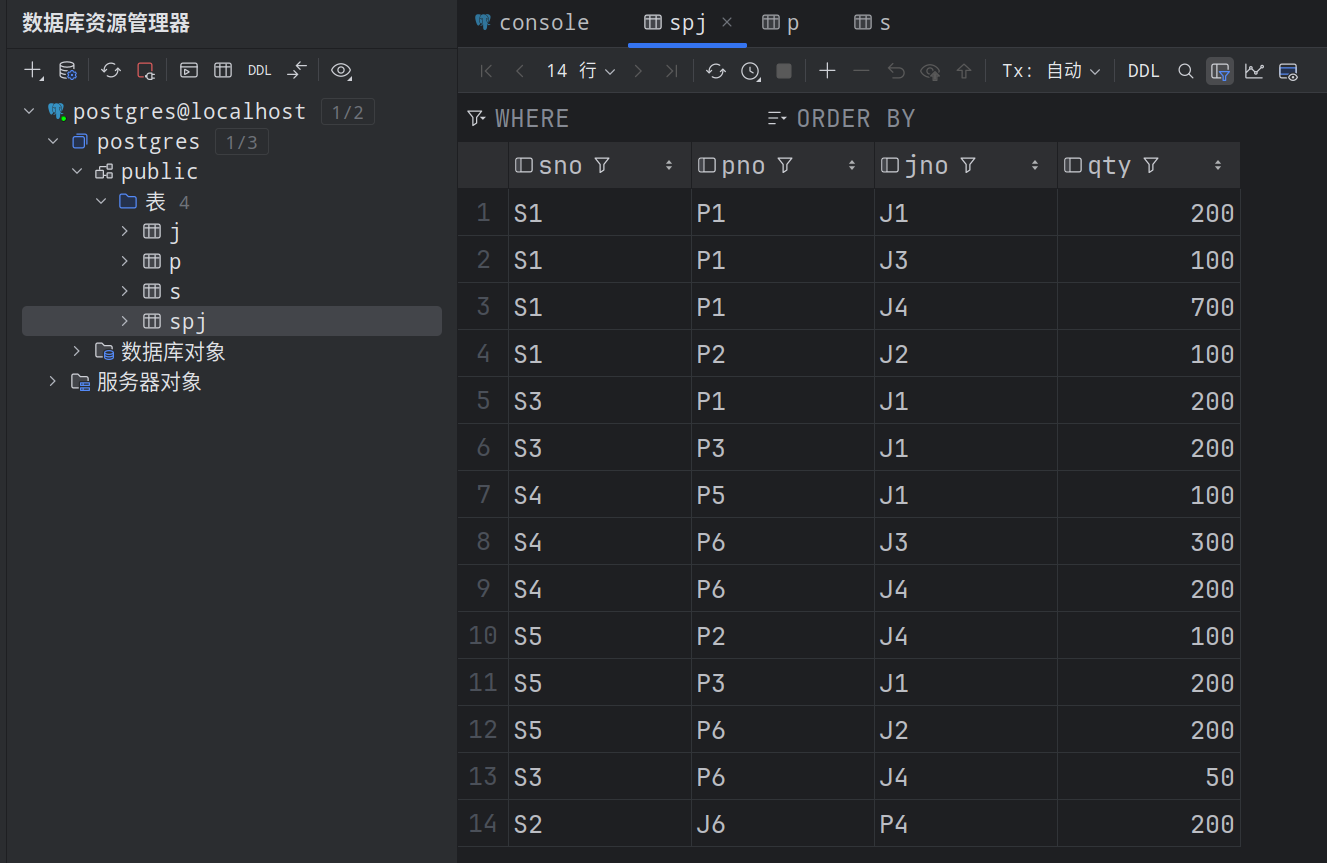 数据库资源管理器
DDL
postgres@localhost 1/2
postgres 1/3
public
表 4
j
p
s
spj
数据库对象
服务器对象
console spj p s
14 行 Tx: 自动 DDL
WHERE ORDER BY
sno pno jno qty
1 S1 P1 J1 200
2 S1 P1 J3 100
3 S1 P1 J4 700
4 S1 P2 J2 100
5 S3 P1 J1 200
6 S3 P3 J1 200
7 S4 P5 J1 100
8 S4 P6 J3 300
9 S4 P6 J4 200
10 S5 P2 J4 100
11 S5 P3 J1 200
12 S5 P6 J2 200
13 S3 P6 J4 50
14 S2 J6 P4 200